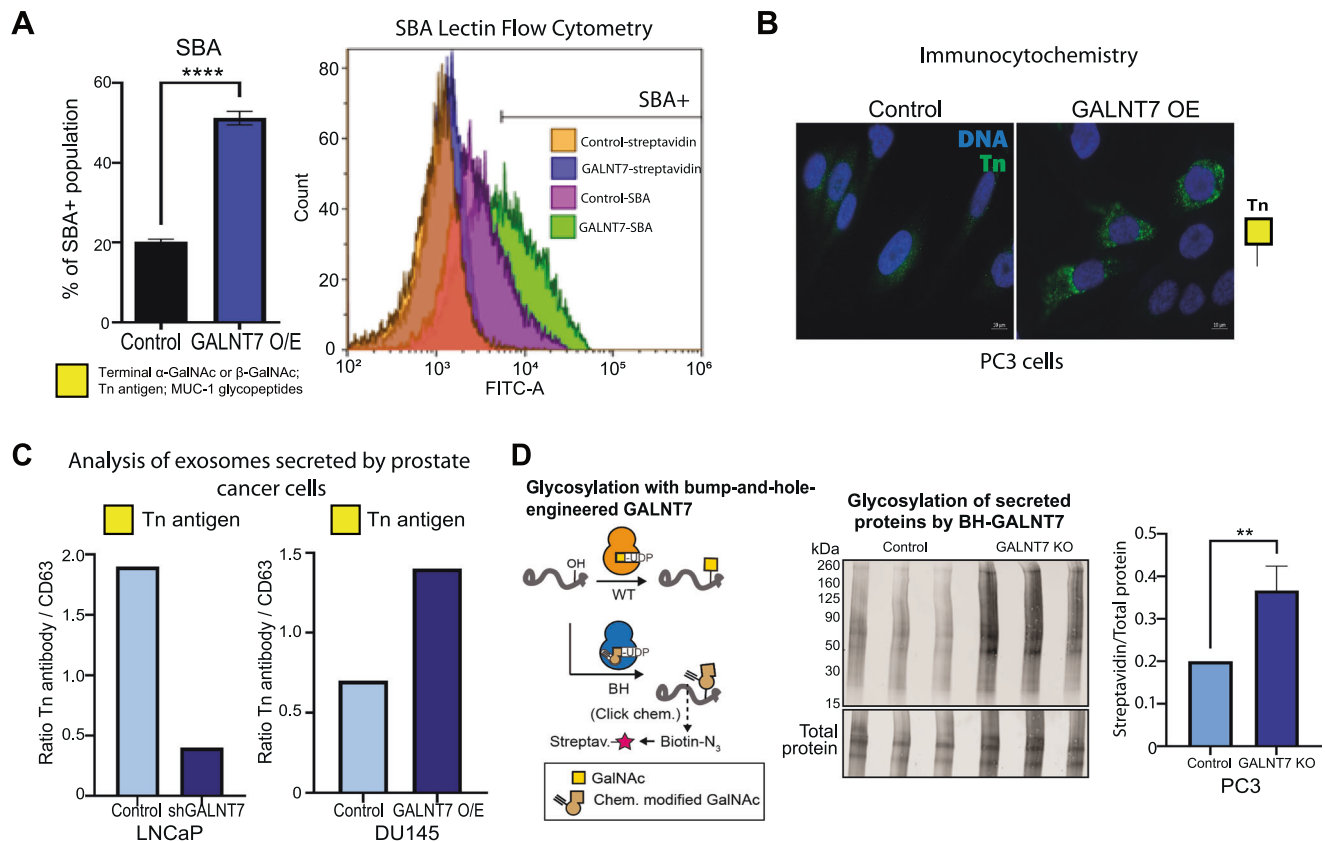 A
SBA
****
% of SBA+ population
60
40
20
0
Control GALNT7 O/E
Terminal α-GalNAc or β-GalNAc;
Tn antigen; MUC-1 glycopeptides
SBA Lectin Flow Cytometry
Count
80
60
40
20
0
SBA+
Control-streptavidin
GALNT7-streptavidin
Control-SBA
GALNT7-SBA
10² 10³ 10⁴ 10⁵ 10⁶
FITC-A
B
Immunocytochemistry
Control GALNT7 OE
DNA
Tn
10 µm
10 µm
Tn
PC3 cells
C
Analysis of exosomes secreted by prostate
cancer cells
Tn antigen
Ratio Tn antibody / CD63
2.0
1.5
1.0
0.5
0
Control shGALNT7
LNCaP
Tn antigen
Ratio Tn antibody / CD63
1.5
1.0
0.5
0
Control GALNT7 O/E
DU145
D
Glycosylation with bump-and-hole-
engineered GALNT7
OH
-UDP
WT
-UDP
BH
(Click chem.)
Streptav. Biotin-N₃
GalNAc
Chem. modified GalNAc
Glycosylation of secreted
proteins by BH-GALNT7
kDa
Control GALNT7 KO
260
160
125
90
50
30
15
Total
protein
Streptavidin/Total protein
0.5
0.4
0.3
0.2
0.1
0
**
Control GALNT7 KO
PC3